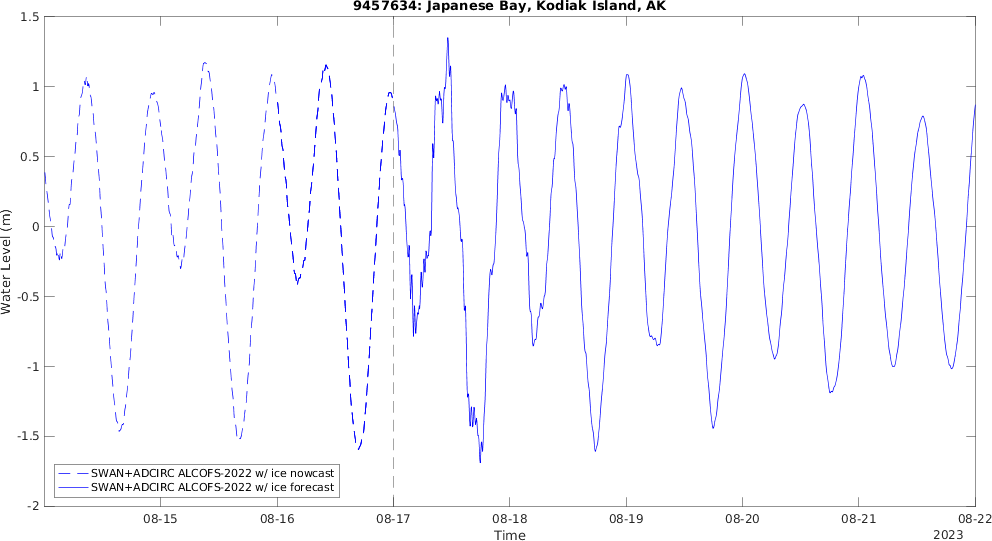 9457634: Japanese Bay, Kodiak Island, AK
1.5
1
0.5
0
-0.5
-1
-1.5
-2
Water Level (m)
SWAN+ADCIRC ALCOFS-2022 w/ ice nowcast
SWAN+ADCIRC ALCOFS-2022 w/ ice forecast
08-15 08-16 08-17 08-18 08-19 08-20 08-21 08-22
Time
2023